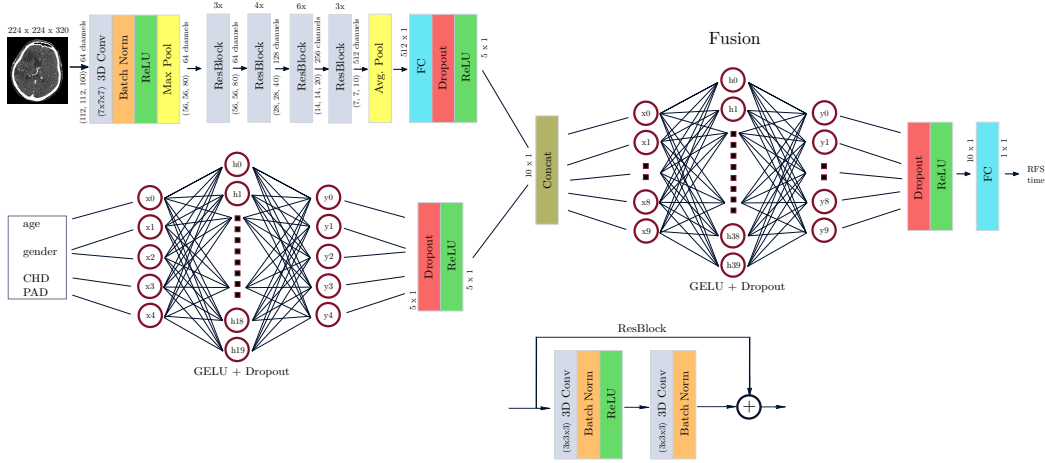 224 x 224 x 320
(112, 112, 160) 64 channels
(7x7x7) 3D Conv
Batch Norm
ReLU
Max Pool
(56, 56, 80) 64 channels
3x
ResBlock
(56, 56, 80) 64 channels
4x
ResBlock
(28, 28, 40) 128 channels
6x
ResBlock
(14, 14, 20) 256 channels
3x
ResBlock
(7, 7, 10) 512 channels
Avg. Pool
512 x 1
FC
Dropout
ReLU
5 x 1
age
gender
CHD
PAD
x0
x1
x2
x3
x4
h0
h1
h18
h19
GELU + Dropout
y0
y1
y2
y3
y4
5 x 1
Dropout
ReLU
5 x 1
10 x 1
Concat
Fusion
x0
x1
x8
x9
h0
h1
h38
h39
GELU + Dropout
y0
y1
y8
y9
Dropout
ReLU
10 x 1
FC
1 x 1
RFS
time
ResBlock
(3x3x3) 3D Conv
Batch Norm
ReLU
(3x3x3) 3D Conv
Batch Norm
+